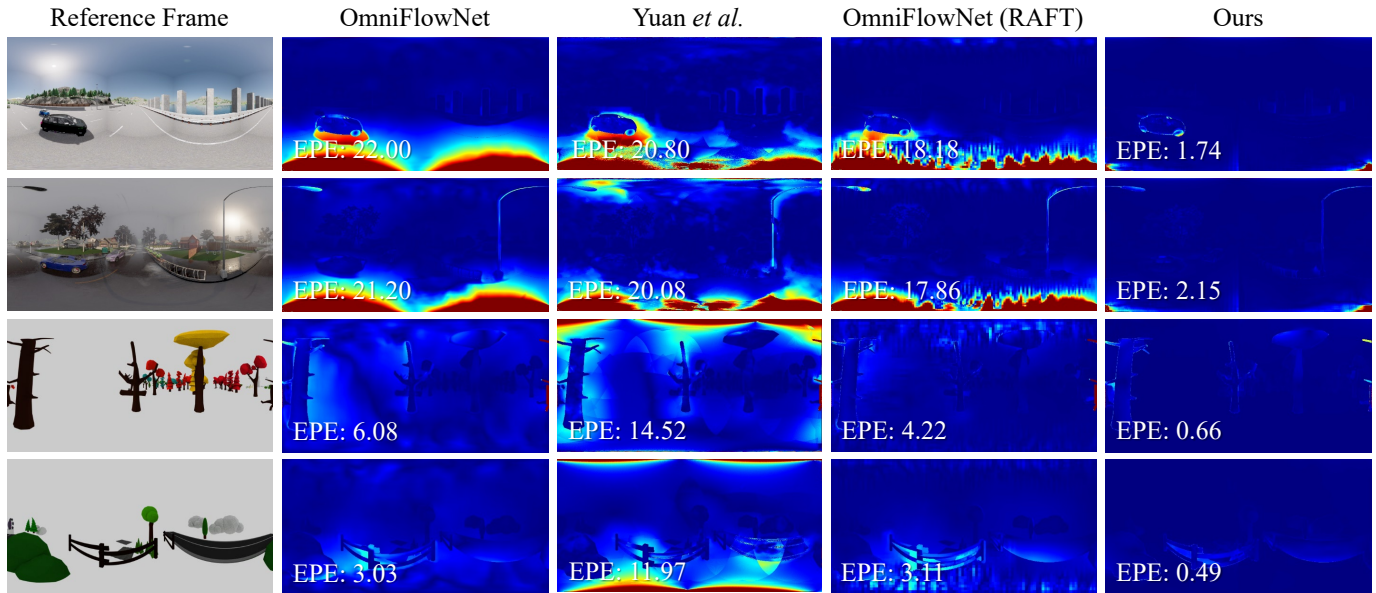 Reference Frame OmniFlowNet Yuan et al. OmniFlowNet (RAFT) Ours
EPE: 22.00 EPE: 20.80 EPE: 18.18 EPE: 1.74
EPE: 21.20 EPE: 20.08 EPE: 17.86 EPE: 2.15
EPE: 6.08 EPE: 14.52 EPE: 4.22 EPE: 0.66
EPE: 3.03 EPE: 11.97 EPE: 3.11 EPE: 0.49